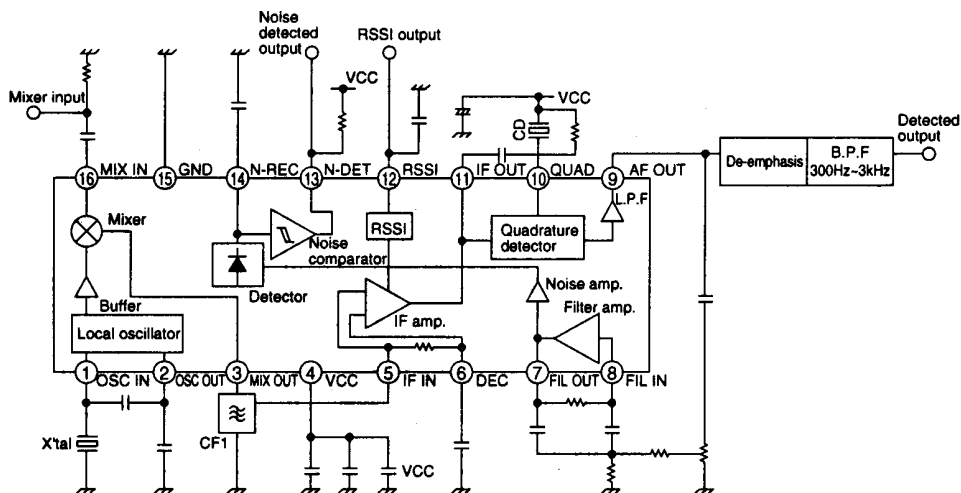 Noise
detected
output
RSSI output
VCC
VCC
Mixer input
CD
Detected
output
De-emphasis
B.P.F
300Hz~3kHz
16 MIX IN
15 GND
14 N-REC
13 N-DET
12 RSSI
11 IF OUT
10 QUAD
9 AF OUT
L.P.F
Mixer
RSSI
Quadrature
detector
Noise
comparator
Detector
Noise amp.
Filter amp.
Buffer
IF amp.
Local oscillator
1 OSC IN
2 OSC OUT
3 MIX OUT
4 VCC
5 IF IN
6 DEC
7 FIL OUT
8 FIL IN
X'tal
CF1
VCC